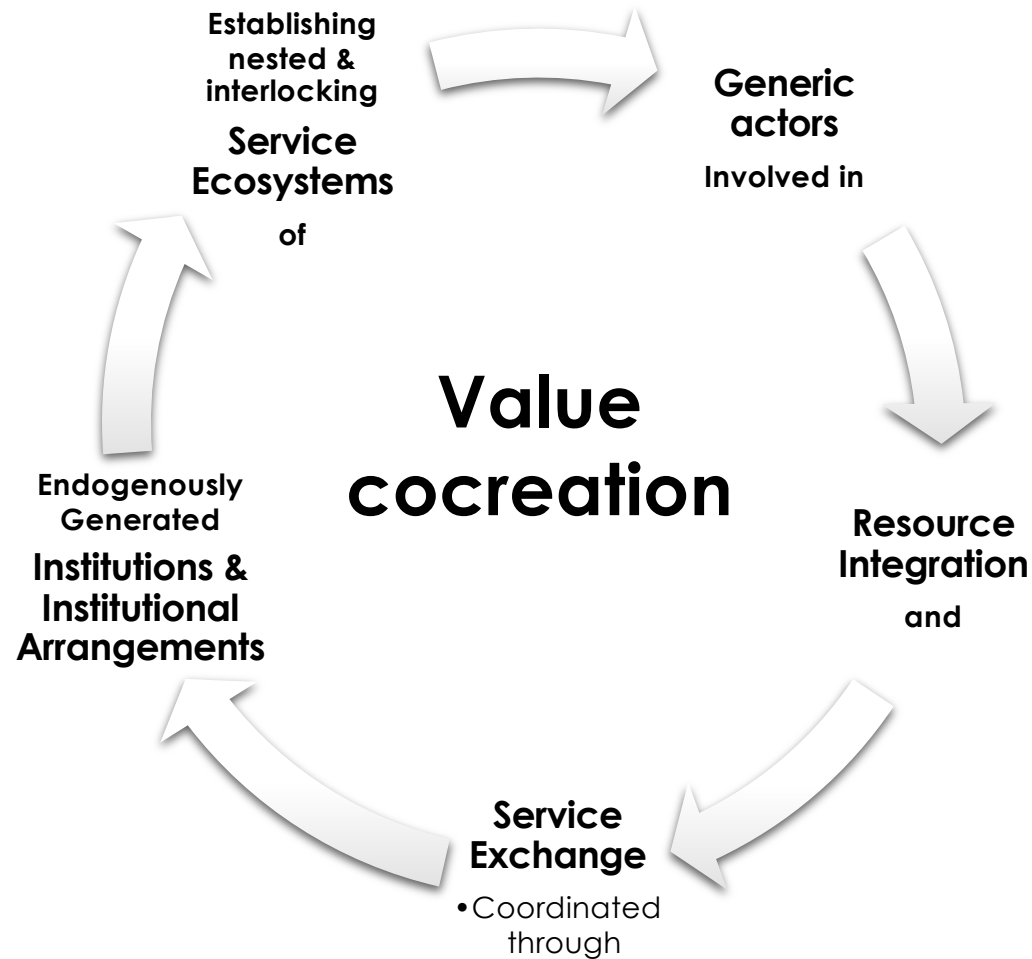 Establishing
nested &
interlocking
Service
Ecosystems
of
Generic
actors
Involved in
Value
cocreation
Resource
Integration
and
Service
Exchange
•Coordinated
through
Endogenously
Generated
Institutions &
Institutional
Arrangements